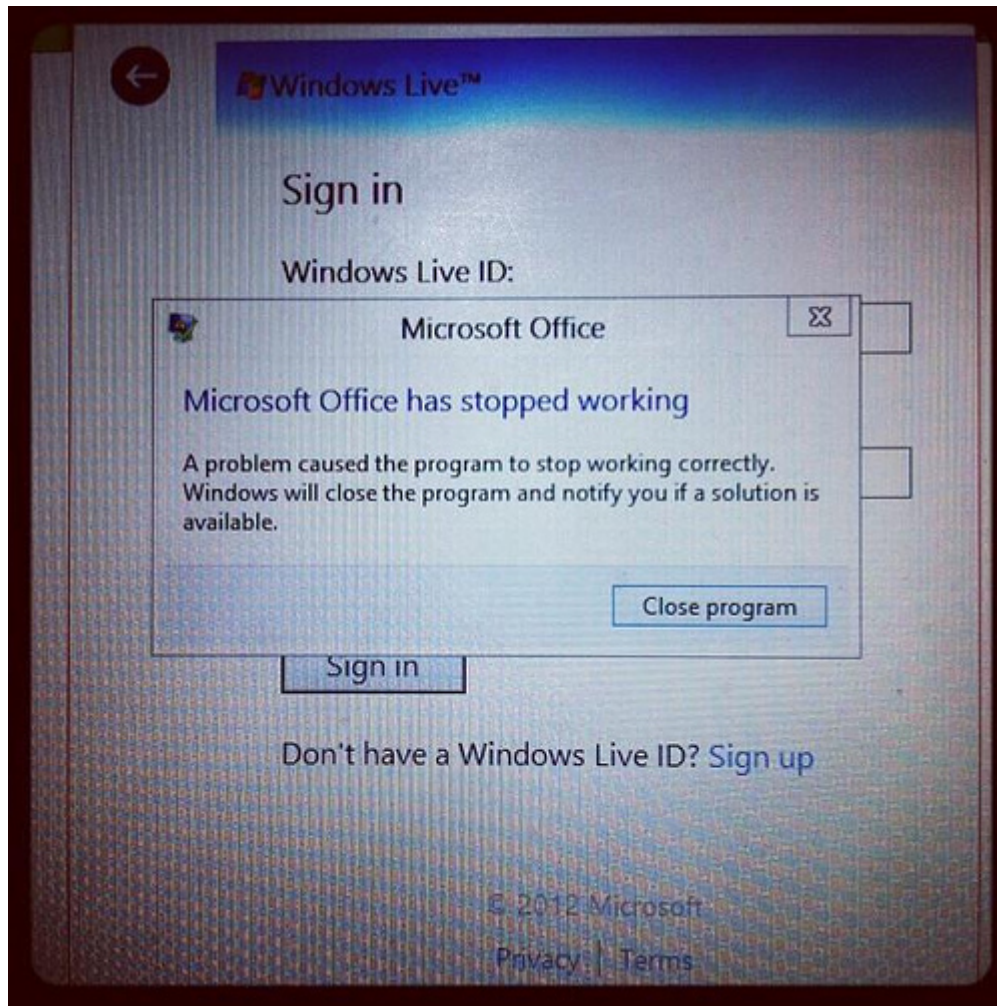 Windows Live™
Sign in
Windows Live ID:
Microsoft Office
Microsoft Office has stopped working
A problem caused the program to stop working correctly.
Windows will close the program and notify you if a solution is
available.
Close program
Sign in
Don't have a Windows Live ID? Sign up
© 2012 Microsoft
Privacy | Terms